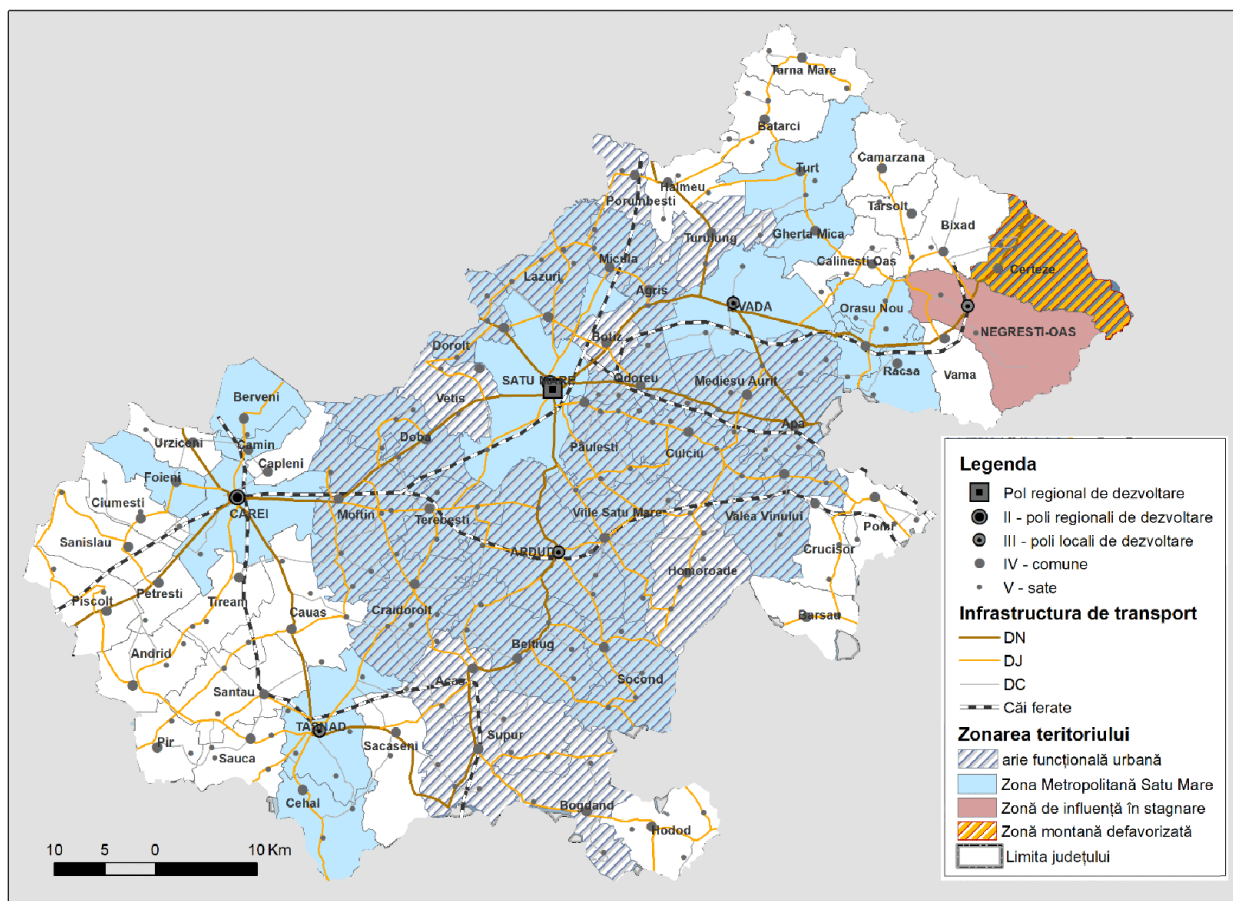 Tarna Mare
Batarci
Camarzana
Turt
Halmeu
Porumbesti
Tarsolt
Bixad
Turulung
Gherta Mica
Calinesti Oas
Certeze
Micula
Lazuri
Agris
VADA
Orasu Nou
NEGRESTI-OAS
Botiz
Dorolt
Racsa
Vama
SATU MARE
Odoreu
Mediesu Aurit
Vetis
Berveni
Apa
Doba
Urziceni
Camin
Păulesti
Culciu
Capleni
Foieni
Ciumesti
CAREI
Moftin
Terebesti
Viile Satu Mare
Valea Vinului
Pomi
Sanislau
ARDUD
Crucisor
Homoroade
Petresti
Piscolt
Tiream
Cauas
Craidorolt
Barsau
Andrid
Beltiug
Acas
Socond
Santau
TASNAD
Pir
Sauca
Sacaseni
Supur
Cehal
Bogdand
Hodod
10 5 0 10 Km
Legenda
Pol regional de dezvoltare
II - poli regionali de dezvoltare
III - poli locali de dezvoltare
IV - comune
V - sate
Infrastructura de transport
DN
DJ
DC
Căi ferate
Zonarea teritoriului
arie funcțională urbană
Zona Metropolitană Satu Mare
Zonă de influență în stagnare
Zonă montană defavorizată
Limita județului